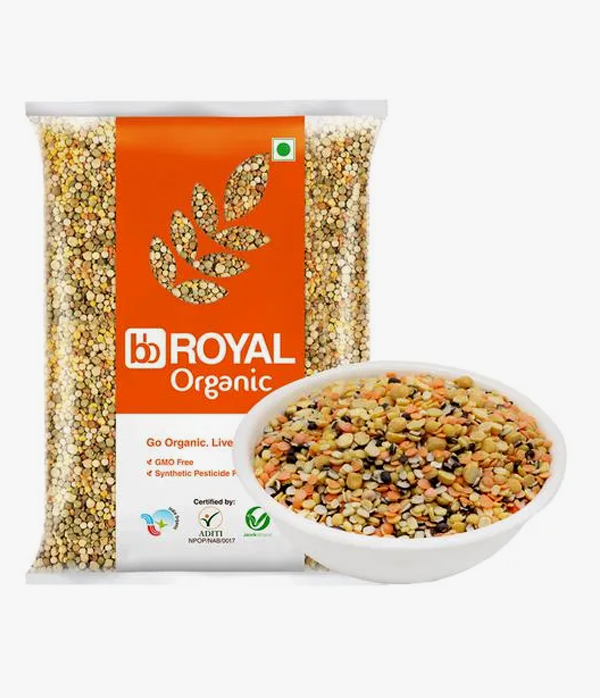 bb ROYAL
Organic
Go Organic. Live
GMO Free
Synthetic Pesticide
Certified by:
ADITI
NPOP/NAB/0017